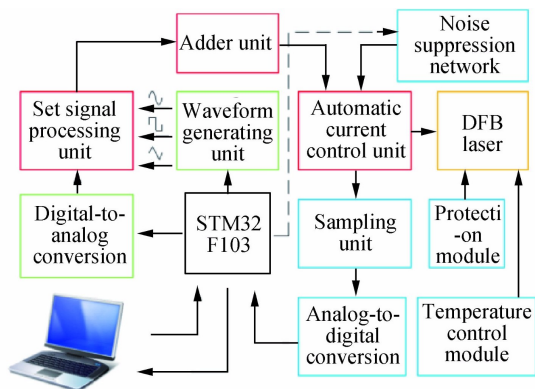 Adder unit
Noise
suppression
network
Set signal
processing
unit
Waveform
generating
unit
Automatic
current
control unit
DFB
laser
Digital-to-
analog
conversion
STM32
F103
Sampling
unit
Protecti
-on module
Analog-to-
digital
conversion
Temperature
control
module